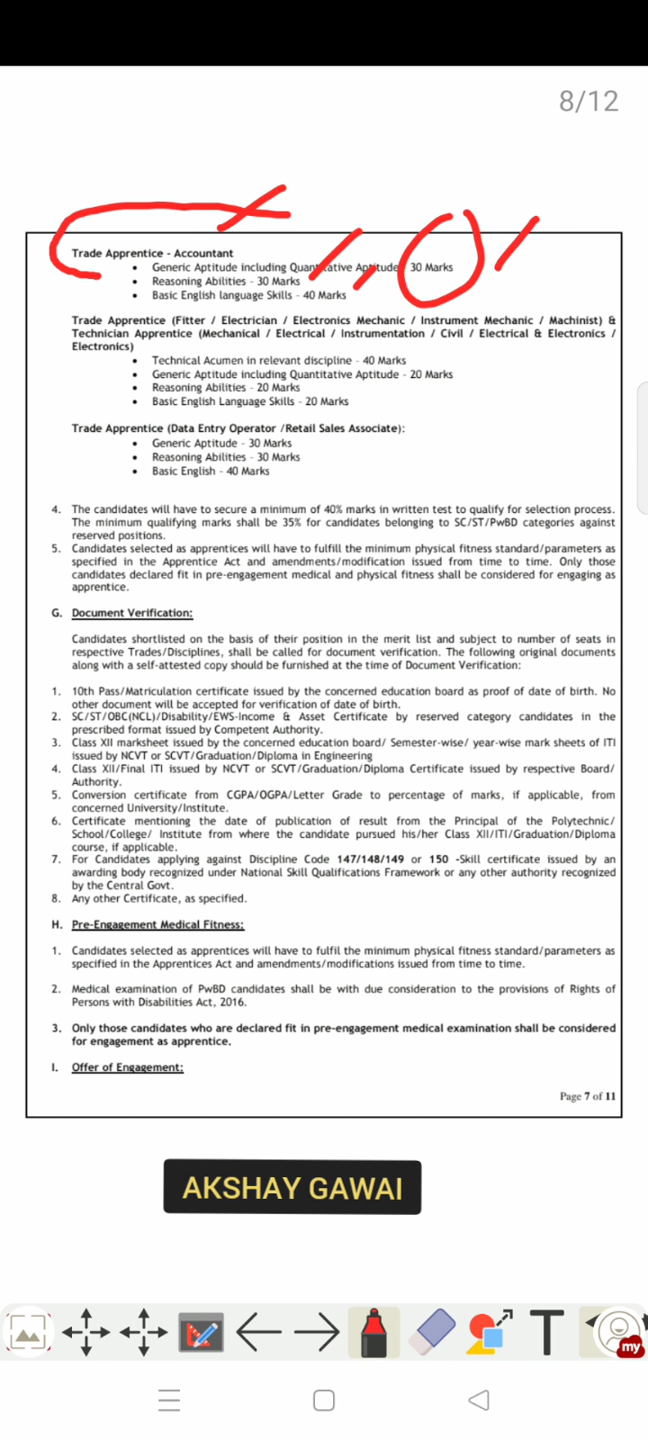 8/12
Trade Apprentice - Accountant
• Generic Aptitude including Quantitative Aptitude - 30 Marks
• Reasoning Abilities - 30 Marks
• Basic English language Skills - 40 Marks
Trade Apprentice (Fitter / Electrician / Electronics Mechanic / Instrument Mechanic / Machinist) &
Technician Apprentice (Mechanical / Electrical / Instrumentation / Civil / Electrical & Electronics /
Electronics)
• Technical Acumen in relevant discipline - 40 Marks
• Generic Aptitude including Quantitative Aptitude - 20 Marks
• Reasoning Abilities - 20 Marks
• Basic English Language Skills - 20 Marks
Trade Apprentice (Data Entry Operator /Retail Sales Associate):
• Generic Aptitude - 30 Marks
• Reasoning Abilities - 30 Marks
• Basic English - 40 Marks
4. The candidates will have to secure a minimum of 40% marks in written test to qualify for selection process.
The minimum qualifying marks shall be 35% for candidates belonging to SC/ST/PwBD categories against
reserved positions.
5. Candidates selected as apprentices will have to fulfill the minimum physical fitness standard/parameters as
specified in the Apprentice Act and amendments/modification issued from time to time. Only those
candidates declared fit in pre-engagement medical and physical fitness shall be considered for engaging as
apprentice.
G. Document Verification:
Candidates shortlisted on the basis of their position in the merit list and subject to number of seats in
respective Trades/Disciplines, shall be called for document verification. The following original documents
along with a self-attested copy should be furnished at the time of Document Verification:
1. 10th Pass/Matriculation certificate issued by the concerned education board as proof of date of birth. No
other document will be accepted for verification of date of birth.
2. SC/ST/OBC(NCL)/Disability/EWS-Income & Asset Certificate by reserved category candidates in the
prescribed format issued by Competent Authority.
3. Class XII marksheet issued by the concerned education board/ Semester-wise/ year-wise mark sheets of ITI
issued by NCVT or SCVT/Graduation/Diploma in Engineering
4. Class XII/Final ITI issued by NCVT or SCVT/Graduation/Diploma Certificate issued by respective Board/
Authority.
5. Conversion certificate from CGPA/OGPA/Letter Grade to percentage of marks, if applicable, from
concerned University/Institute.
6. Certificate mentioning the date of publication of result from the Principal of the Polytechnic/
School/College/ Institute from where the candidate pursued his/her Class XII/ITI/Graduation/Diploma
course, if applicable.
7. For Candidates applying against Discipline Code 147/148/149 or 150 -Skill certificate issued by an
awarding body recognized under National Skill Qualifications Framework or any other authority recognized
by the Central Govt.
8. Any other Certificate, as specified.
H. Pre-Engagement Medical Fitness:
1. Candidates selected as apprentices will have to fulfil the minimum physical fitness standard/parameters as
specified in the Apprentices Act and amendments/modifications issued from time to time.
2. Medical examination of PwBD candidates shall be with due consideration to the provisions of Rights of
Persons with Disabilities Act, 2016.
3. Only those candidates who are declared fit in pre-engagement medical examination shall be considered
for engagement as apprentice.
I. Offer of Engagement:
Page 7 of 11
AKSHAY GAWAI
T
my